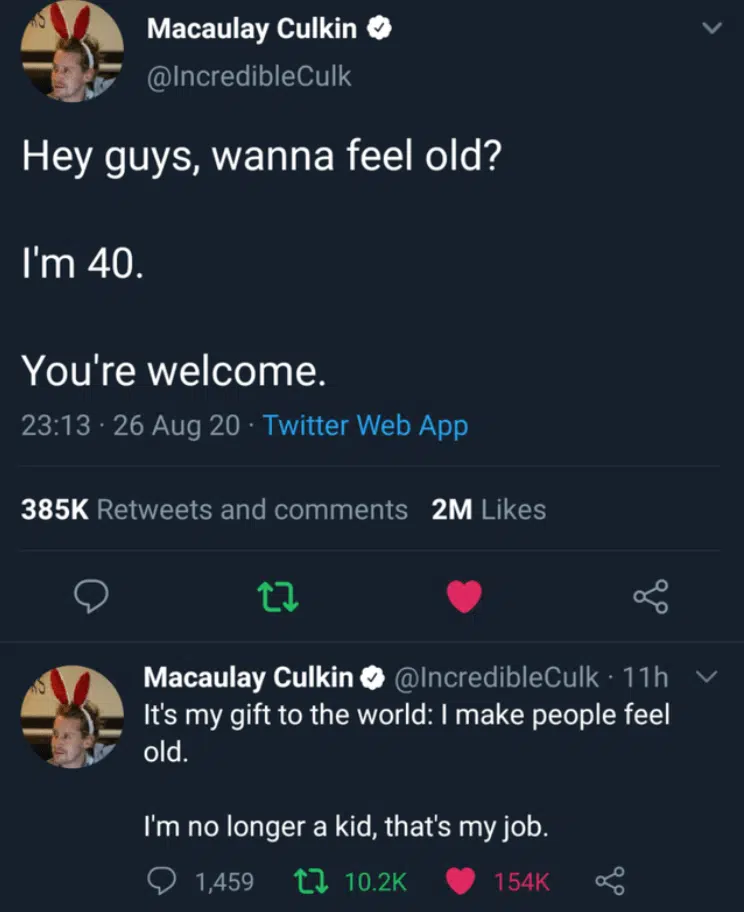 Macaulay Culkin
@IncredibleCulk
Hey guys, wanna feel old?
I'm 40.
You're welcome.
23:13 · 26 Aug 20 · Twitter Web App
385K Retweets and comments 2M Likes
Macaulay Culkin @IncredibleCulk · 11h
It's my gift to the world: I make people feel
old.
I'm no longer a kid, that's my job.
1,459 10.2K 154K